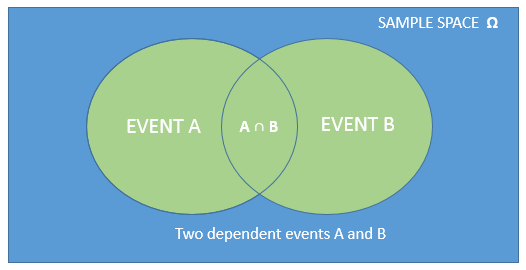 SAMPLE SPACE Ω
EVENT A
A ∩ B
EVENT B
Two dependent events A and B